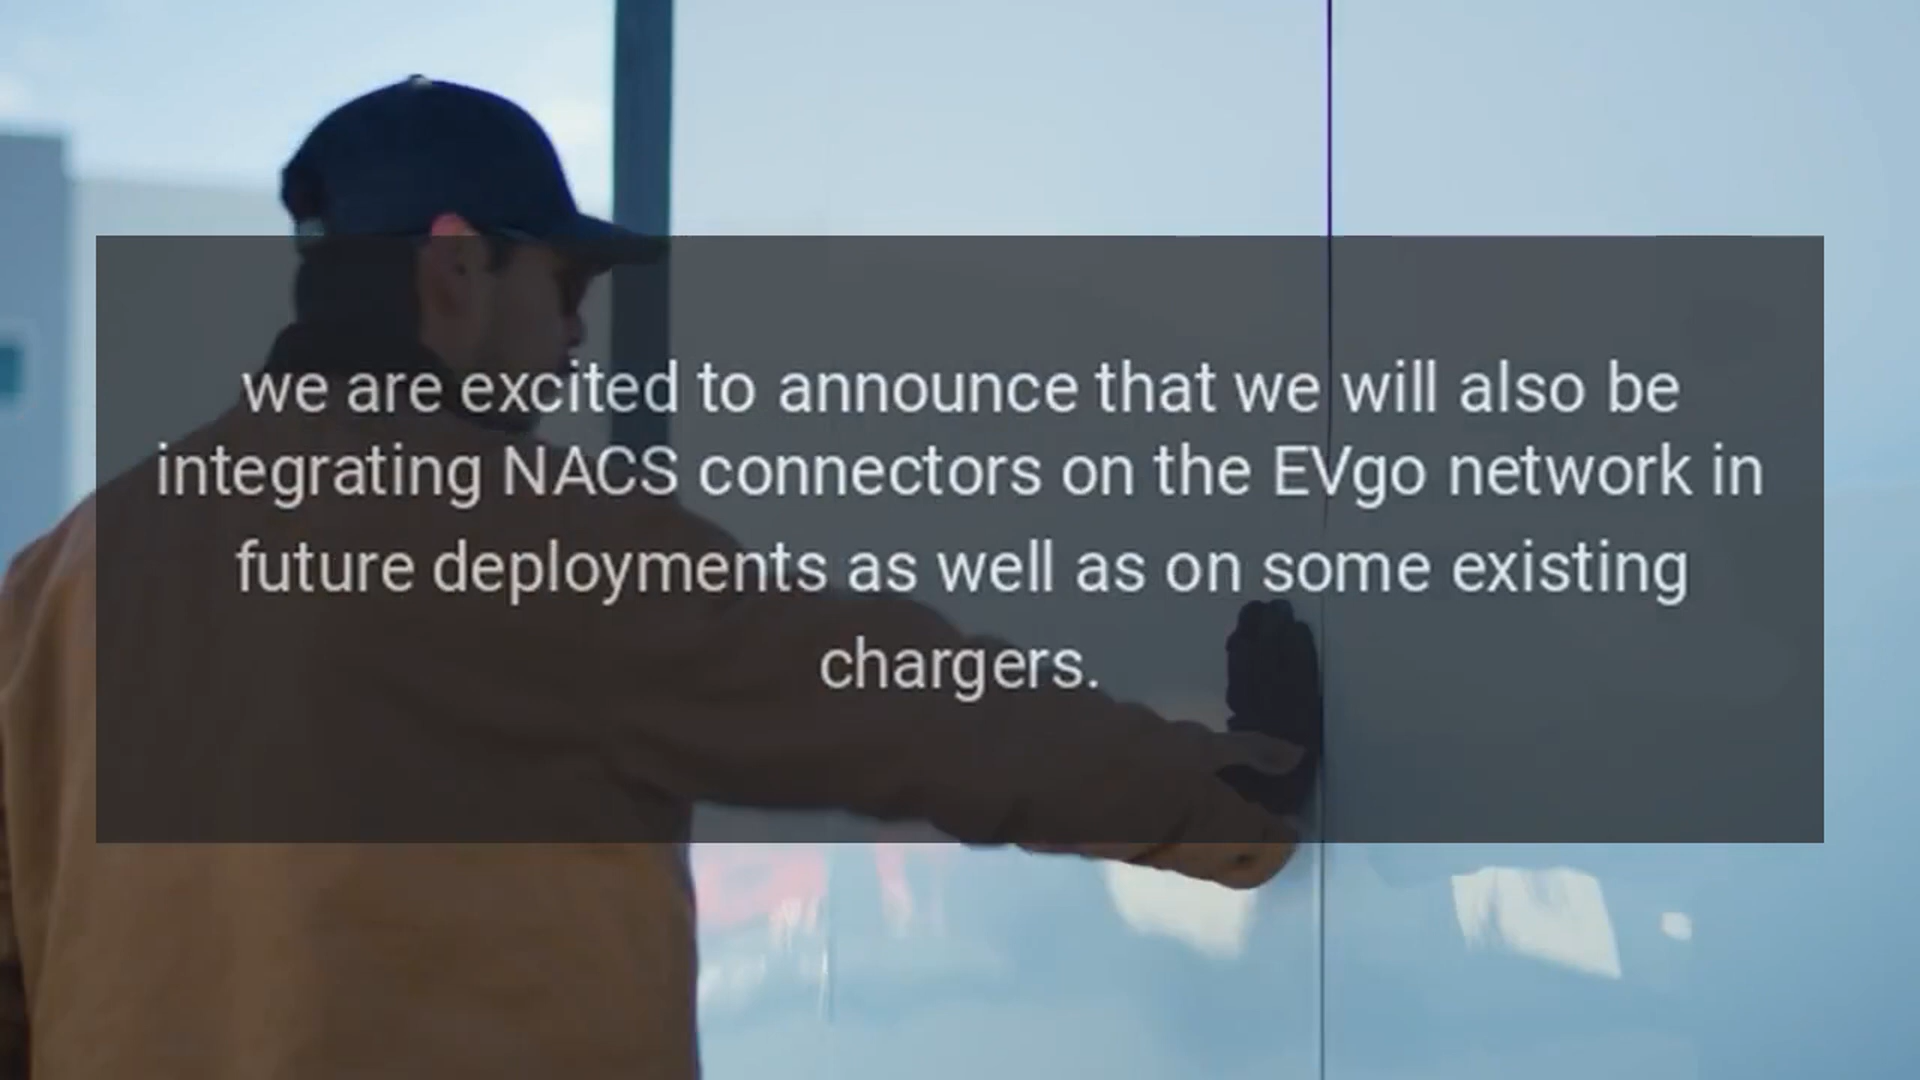 we are excited to announce that we will also be
integrating NACS connectors on the EVgo network in
future deployments as well as on some existing
chargers.